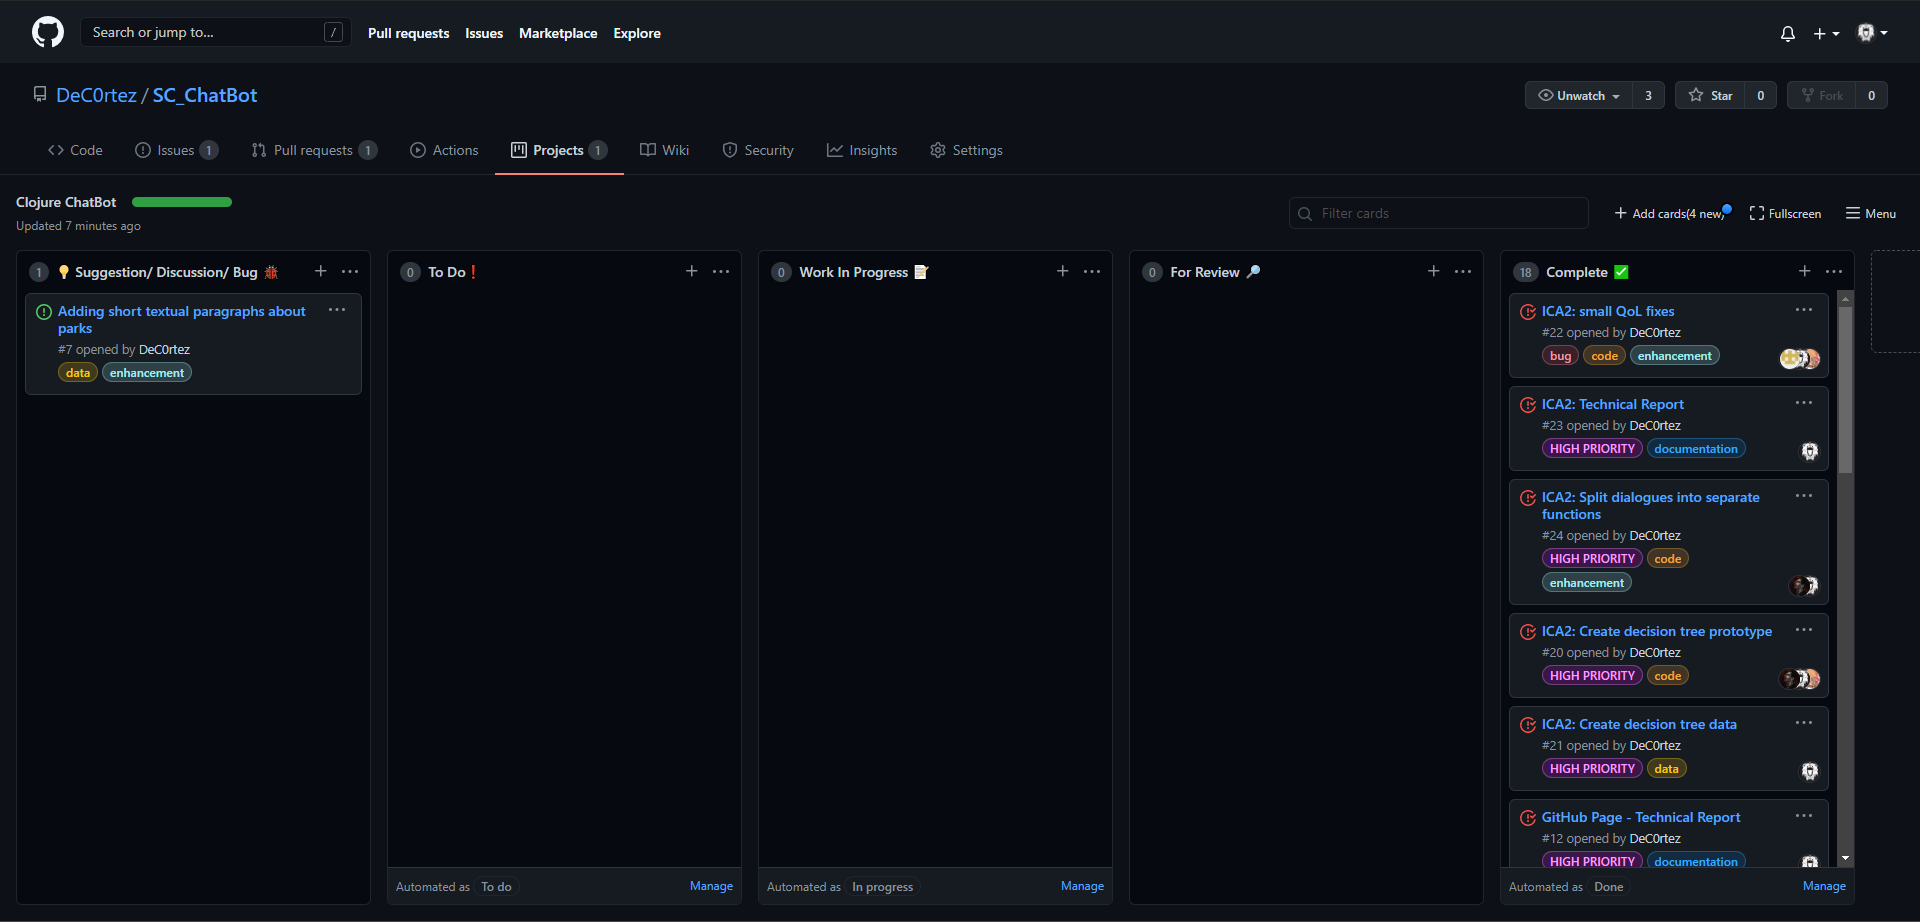 Search or jump to...
/
Pull requests
Issues
Marketplace
Explore
DeC0rtez / SC_ChatBot
Unwatch 3
Star 0
Fork 0
Code
Issues 1
Pull requests 1
Actions
Projects 1
Wiki
Security
Insights
Settings
Clojure ChatBot
Updated 7 minutes ago
Filter cards
Add cards(4 new)
Fullscreen
Menu
1 💡 Suggestion/ Discussion/ Bug 🐞
Adding short textual paragraphs about
parks
#7 opened by DeC0rtez
data enhancement
0 To Do❗
Automated as To do Manage
0 Work In Progress 📝
Automated as In progress Manage
0 For Review 🔎
18 Complete ✅
ICA2: small QoL fixes
#22 opened by DeC0rtez
bug code enhancement
ICA2: Technical Report
#23 opened by DeC0rtez
HIGH PRIORITY documentation
ICA2: Split dialogues into separate
functions
#24 opened by DeC0rtez
HIGH PRIORITY code
enhancement
ICA2: Create decision tree prototype
#20 opened by DeC0rtez
HIGH PRIORITY code
ICA2: Create decision tree data
#21 opened by DeC0rtez
HIGH PRIORITY data
GitHub Page - Technical Report
#12 opened by DeC0rtez
HIGH PRIORITY documentation
Automated as Done Manage